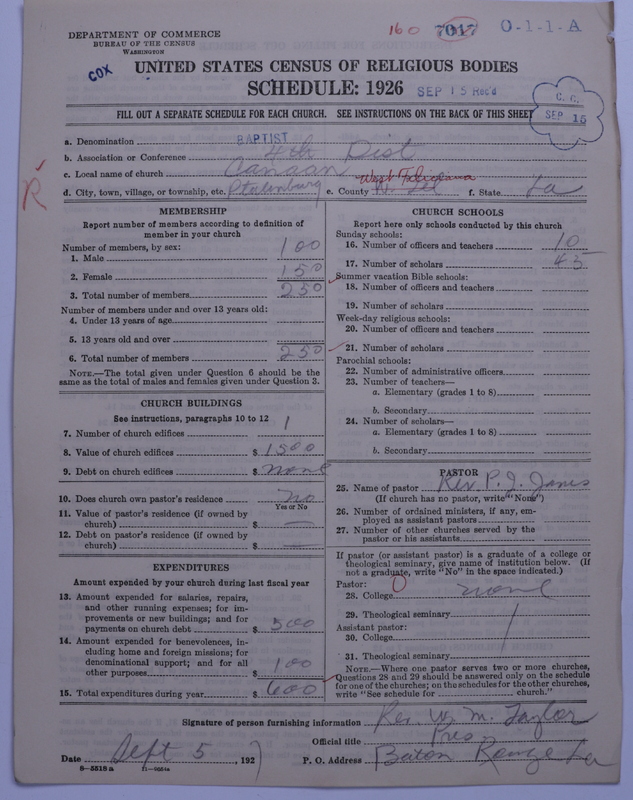 160 7017 O-1-1-A
DEPARTMENT OF COMMERCE
BUREAU OF THE CENSUS
WASHINGTON
COX
UNITED STATES CENSUS OF RELIGIOUS BODIES
SCHEDULE: 1926 SEP 15 Rec'd
C. C.
SEP 15
FILL OUT A SEPARATE SCHEDULE FOR EACH CHURCH. SEE INSTRUCTIONS ON THE BACK OF THIS SHEET
a. Denomination BAPTIST
b. Association or Conference 4th Dist
c. Local name of church Canaan
R
d. City, town, village, or township, etc. e. County West Feliciana f. State La
MEMBERSHIP
Report number of members according to definition of
member in your church
Number of members, by sex:
1. Male 100
2. Female 150
3. Total number of members 250
Number of members under and over 13 years old:
4. Under 13 years of age
5. 13 years old and over
6. Total number of members 250
NOTE.—The total given under Question 6 should be the
same as the total of males and females given under Question 3.
CHURCH BUILDINGS
See instructions, paragraphs 10 to 12
7. Number of church edifices 1
8. Value of church edifices $ 1500
9. Debt on church edifices $ none
10. Does church own pastor's residence no
Yes or No
11. Value of pastor's residence (if owned by
church) $ —
12. Debt on pastor's residence (if owned by
church) $ —
EXPENDITURES
Amount expended by your church during last fiscal year
13. Amount expended for salaries, repairs,
and other running expenses; for im-
provements or new buildings; and for
payments on church debt $ 500
14. Amount expended for benevolences, in-
cluding home and foreign missions; for
denominational support; and for all
other purposes 100
15. Total expenditures during year $ 600
CHURCH SCHOOLS
Report here only schools conducted by this church
Sunday schools:
16. Number of officers and teachers 10
17. Number of scholars 45
Summer vacation Bible schools:
18. Number of officers and teachers
19. Number of scholars
Week-day religious schools:
20. Number of officers and teachers
21. Number of scholars
Parochial schools:
22. Number of administrative officers
23. Number of teachers—
a. Elementary (grades 1 to 8)
b. Secondary
24. Number of scholars—
a. Elementary (grades 1 to 8)
b. Secondary
PASTOR
25. Name of pastor Rev. P. J. Jones
(If church has no pastor, write "None")
26. Number of ordained ministers, if any, em-
ployed as assistant pastors
27. Number of other churches served by the
pastor or his assistants
If pastor (or assistant pastor) is a graduate of a college or
theological seminary, give name of institution below. (If
not a graduate, write "No" in the space indicated.)
Pastor: 0
28. College none
29. Theological seminary
Assistant pastor:
30. College
31. Theological seminary
NOTE.—Where one pastor serves two or more churches,
Questions 28 and 29 should be answered only on the schedule
for one of the churches; on the schedules for the other churches,
write "See schedule for church."
Signature of person furnishing information Rev. W. M. Taylor
Official title Pres
Date Sept 5, 1927 P. O. Address Baton Rouge La
8-5518a